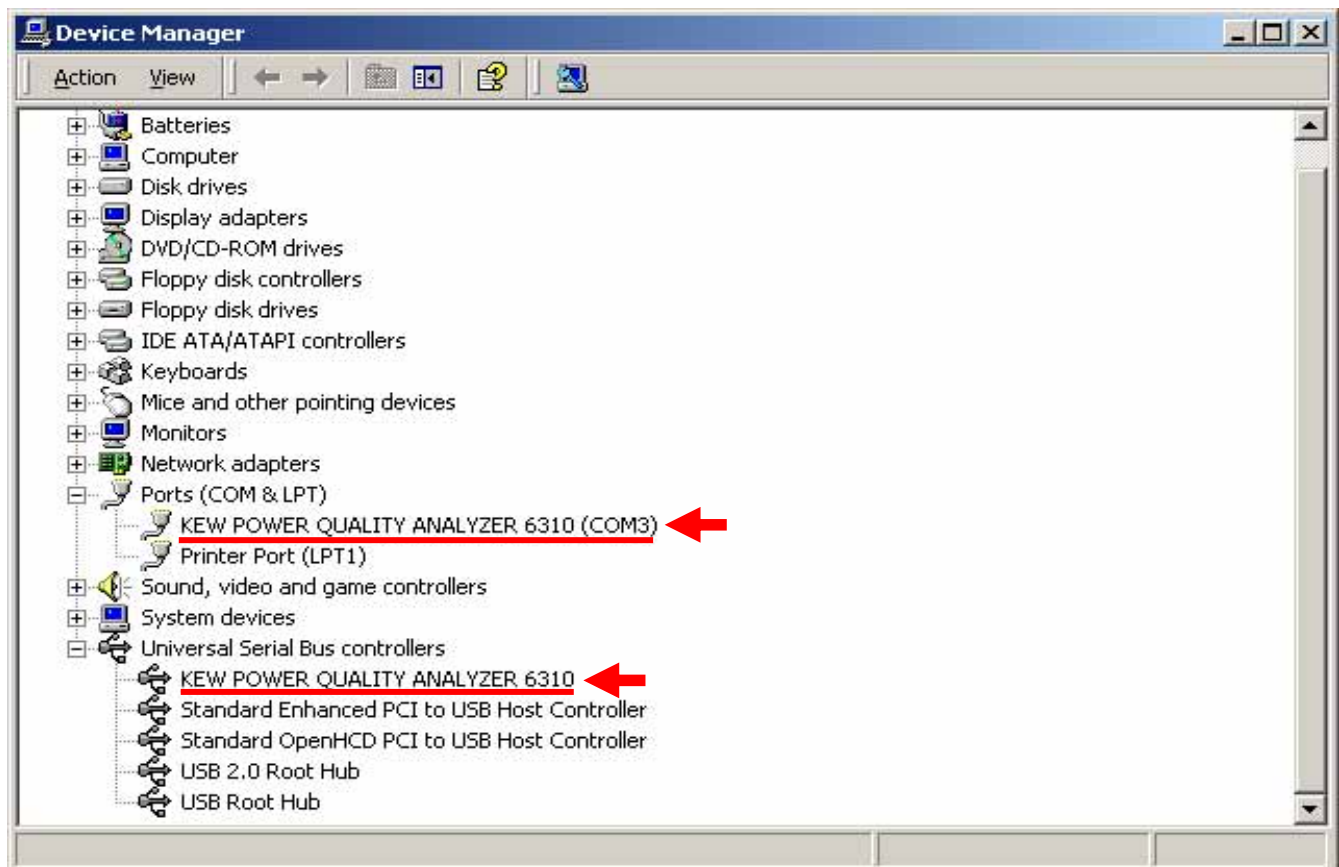 Device Manager
Action View
Batteries
Computer
Disk drives
Display adapters
DVD/CD-ROM drives
Floppy disk controllers
Floppy disk drives
IDE ATA/ATAPI controllers
Keyboards
Mice and other pointing devices
Monitors
Network adapters
Ports (COM & LPT)
KEW POWER QUALITY ANALYZER 6310 (COM3)
Printer Port (LPT1)
Sound, video and game controllers
System devices
Universal Serial Bus controllers
KEW POWER QUALITY ANALYZER 6310
Standard Enhanced PCI to USB Host Controller
Standard OpenHCD PCI to USB Host Controller
USB 2.0 Root Hub
USB Root Hub